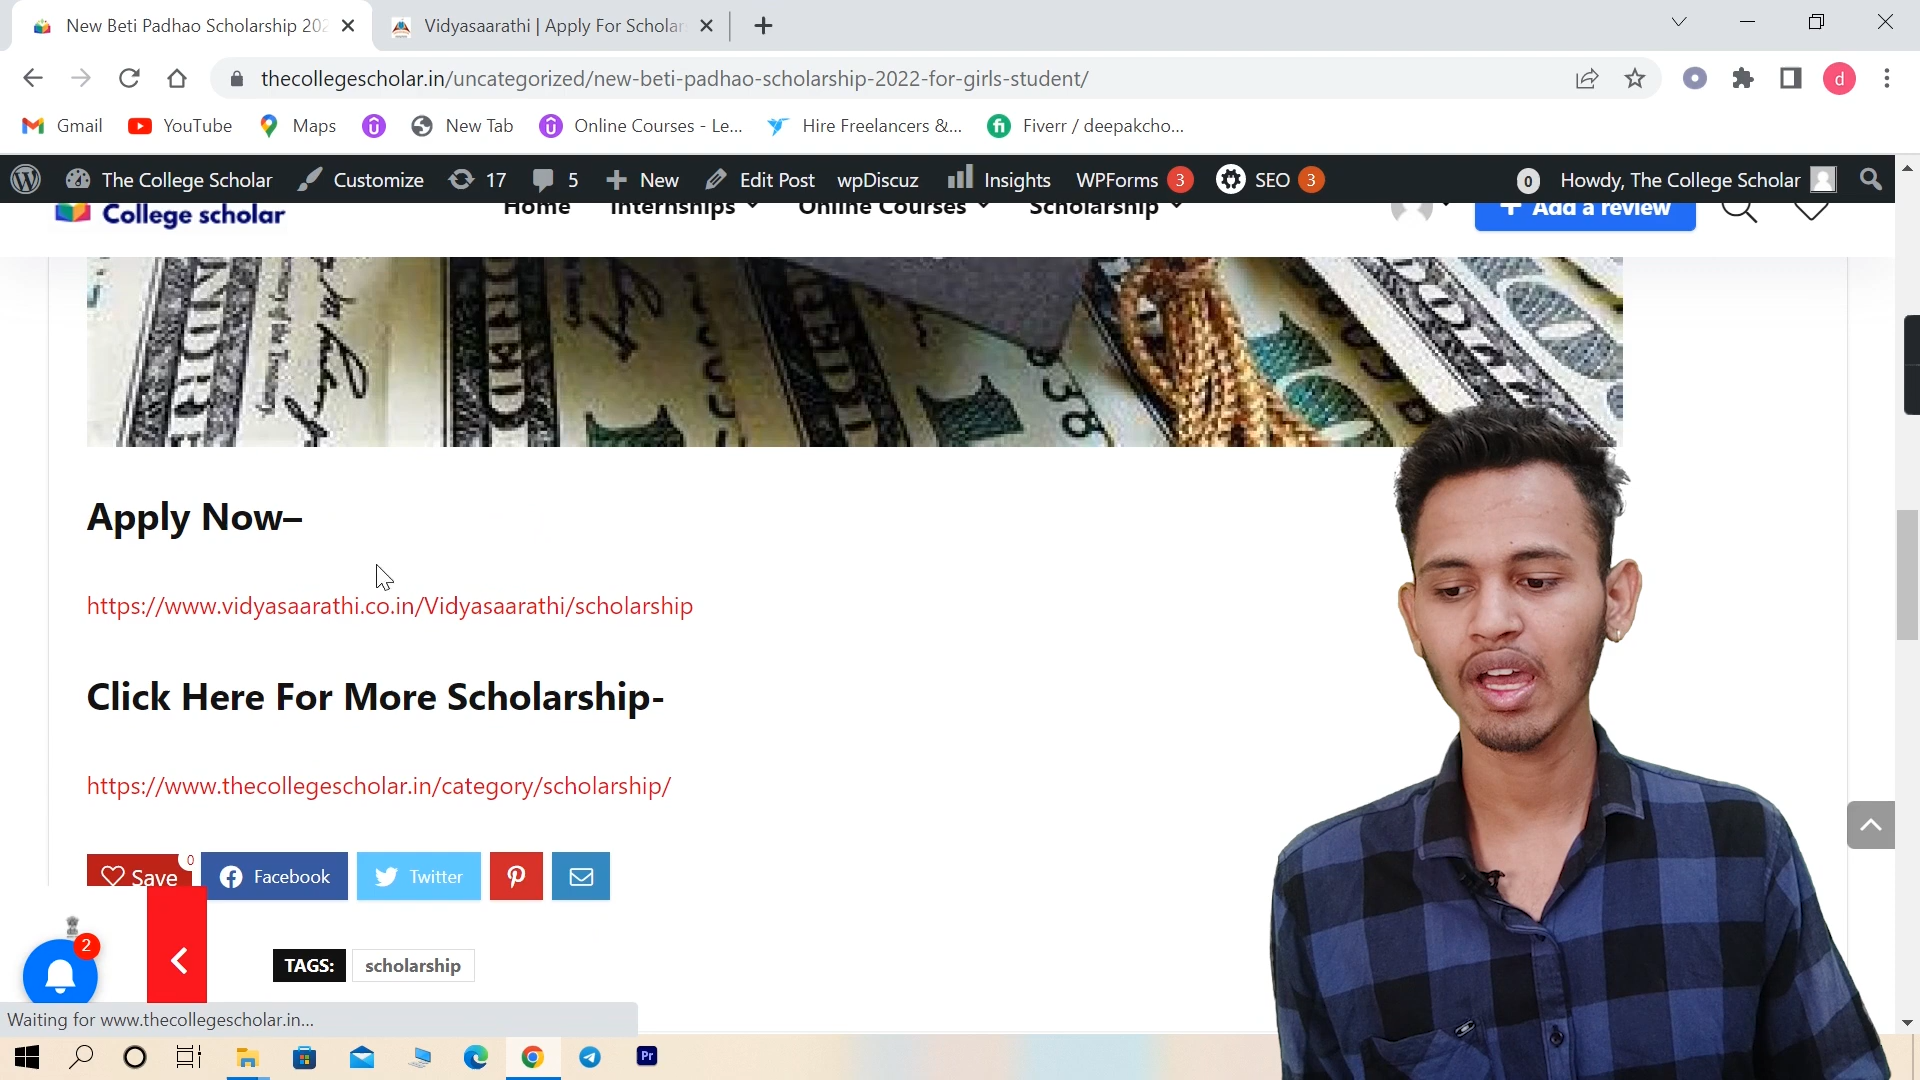 New Beti Padhao Scholarship 202
Vidyasaarathi | Apply For Scholar
thecollegescholar.in/uncategorized/new-beti-padhao-scholarship-2022-for-girls-student/
d
Gmail
YouTube
Maps
New Tab
Online Courses - Le...
Hire Freelancers &...
Fiverr / deepakcho...
The College Scholar
Customize
17
5
New
Edit Post
wpDiscuz
Insights
WPForms 3
SEO 3
0
Howdy, The College Scholar
College scholar
Home
Internships
Online Courses
Scholarship
+ Add a review
Apply Now–
https://www.vidyasaarathi.co.in/Vidyasaarathi/scholarship
Click Here For More Scholarship-
https://www.thecollegescholar.in/category/scholarship/
Save
0
Facebook
Twitter
2
TAGS:
scholarship
Waiting for www.thecollegescholar.in...
Pr